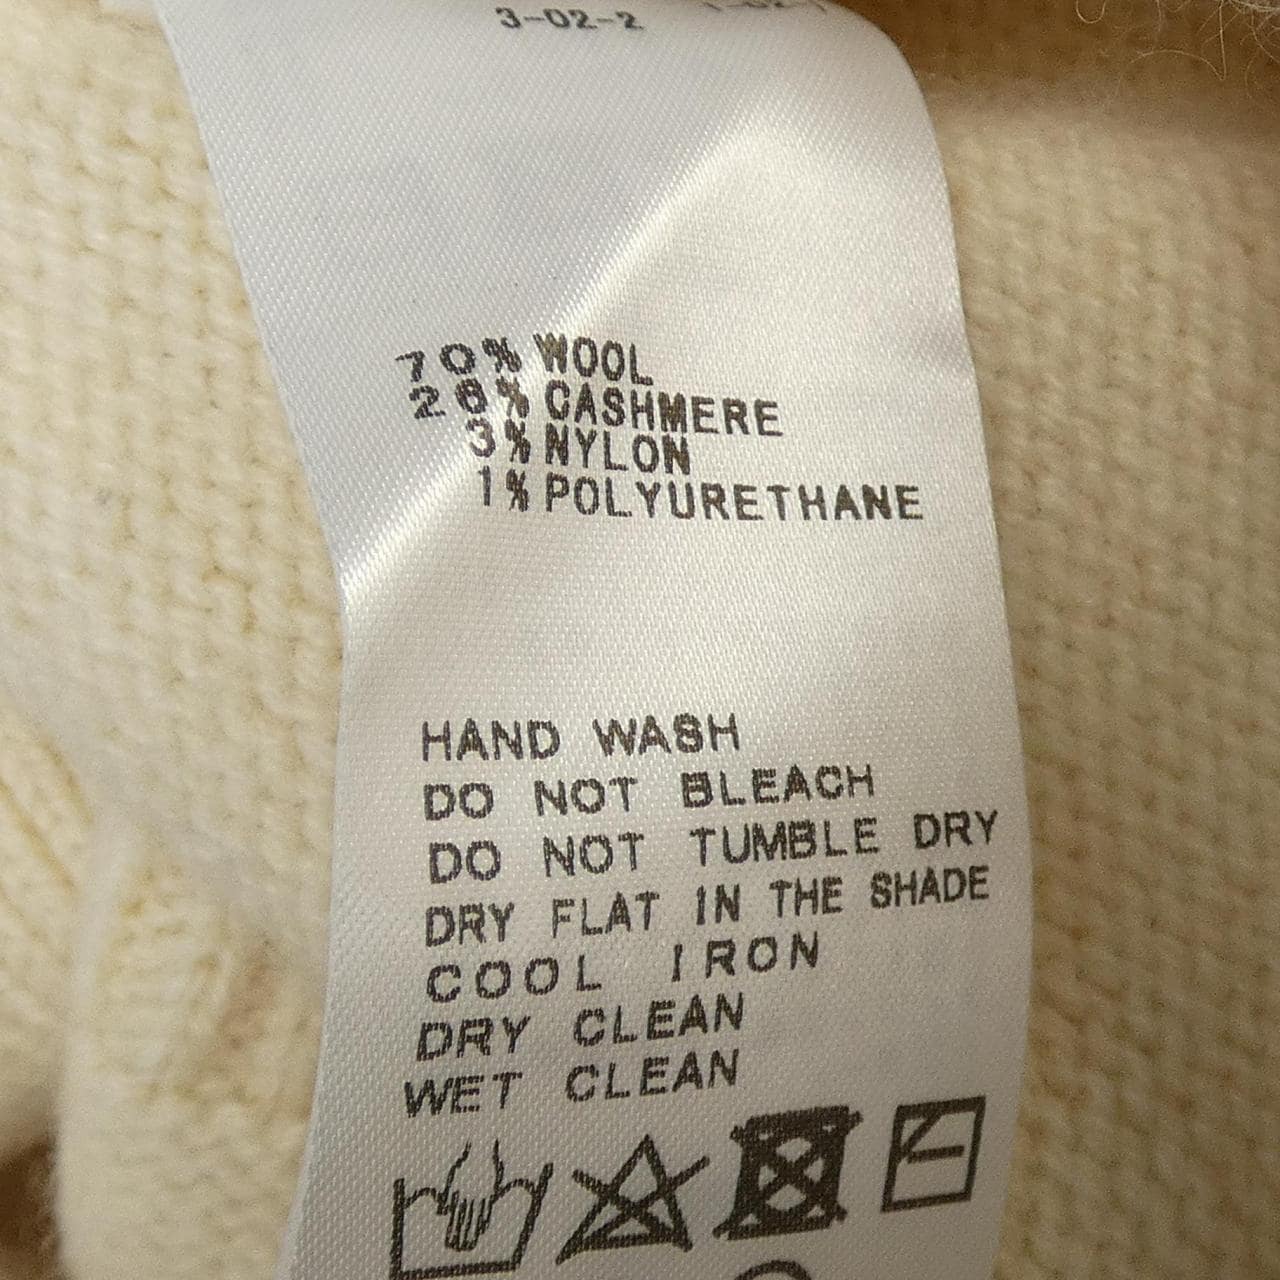 3-02-2
70% WOOL
26% CASHMERE
3% NYLON
1% POLYURETHANE
HAND WASH
DO NOT BLEACH
DO NOT TUMBLE DRY
DRY FLAT IN THE SHADE
COOL IRON
DRY CLEAN
WET CLEAN